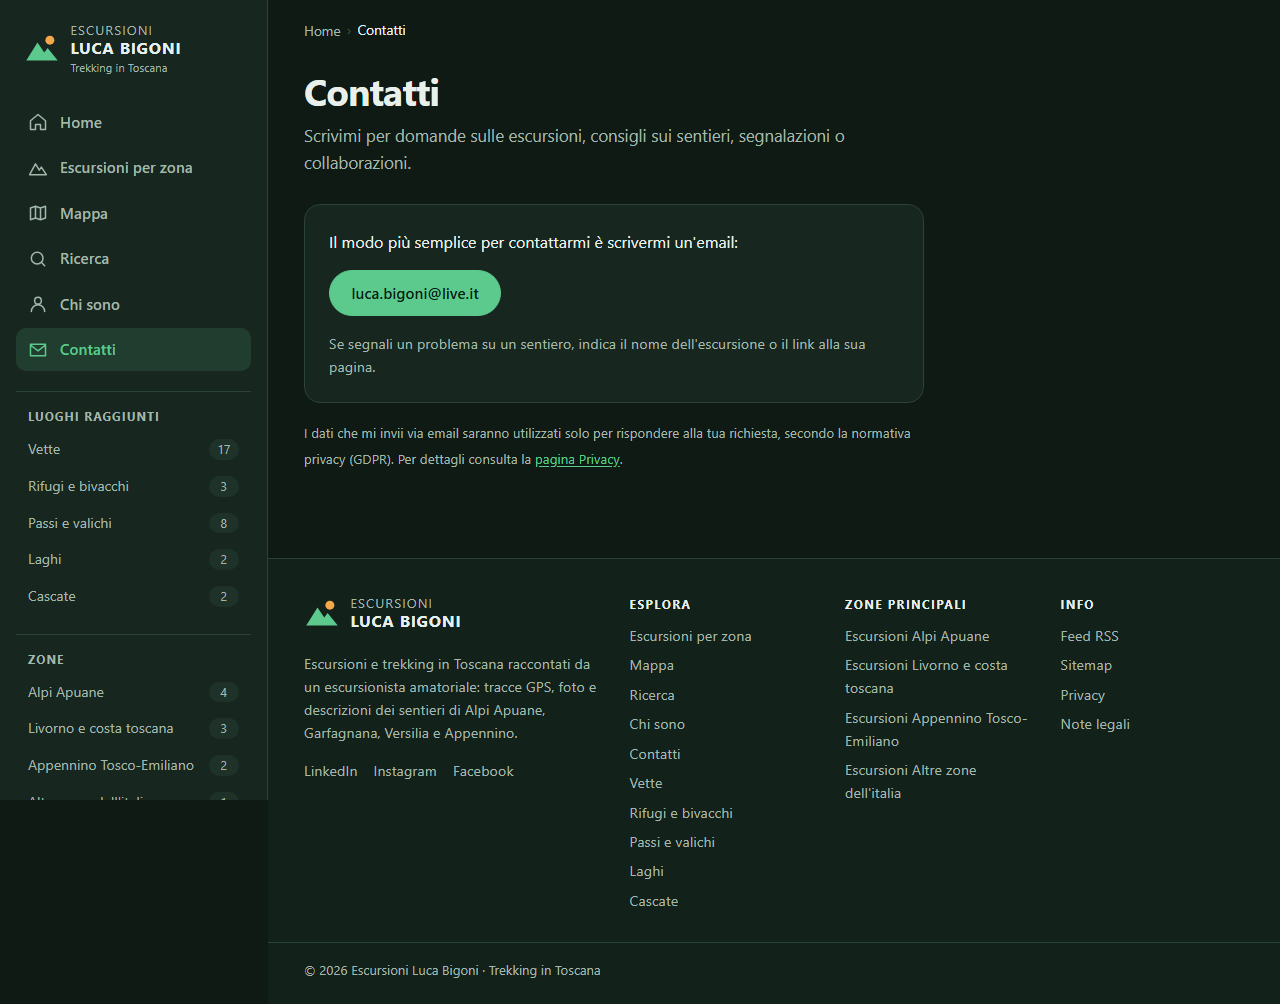 ESCURSIONI
LUCA BIGONI
Trekking in Toscana
Home
Escursioni per zona
Mappa
Ricerca
Chi sono
Contatti
LUOGHI RAGGIUNTI
Vette 17
Rifugi e bivacchi 3
Passi e valichi 8
Laghi 2
Cascate 2
ZONE
Alpi Apuane 4
Livorno e costa toscana 3
Appennino Tosco-Emiliano 2
Home › Contatti
Contatti
Scrivimi per domande sulle escursioni, consigli sui sentieri, segnalazioni o
collaborazioni.
Il modo più semplice per contattarmi è scrivermi un'email:
luca.bigoni@live.it
Se segnali un problema su un sentiero, indica il nome dell'escursione o il link alla sua
pagina.
I dati che mi invii via email saranno utilizzati solo per rispondere alla tua richiesta, secondo la normativa
privacy (GDPR). Per dettagli consulta la pagina Privacy.
ESCURSIONI
LUCA BIGONI
Escursioni e trekking in Toscana raccontati da
un escursionista amatoriale: tracce GPS, foto e
descrizioni dei sentieri di Alpi Apuane,
Garfagnana, Versilia e Appennino.
LinkedIn Instagram Facebook
ESPLORA
Escursioni per zona
Mappa
Ricerca
Chi sono
Contatti
Vette
Rifugi e bivacchi
Passi e valichi
Laghi
Cascate
ZONE PRINCIPALI
Escursioni Alpi Apuane
Escursioni Livorno e costa
toscana
Escursioni Appennino Tosco-
Emiliano
Escursioni Altre zone
dell'italia
INFO
Feed RSS
Sitemap
Privacy
Note legali
© 2026 Escursioni Luca Bigoni · Trekking in Toscana